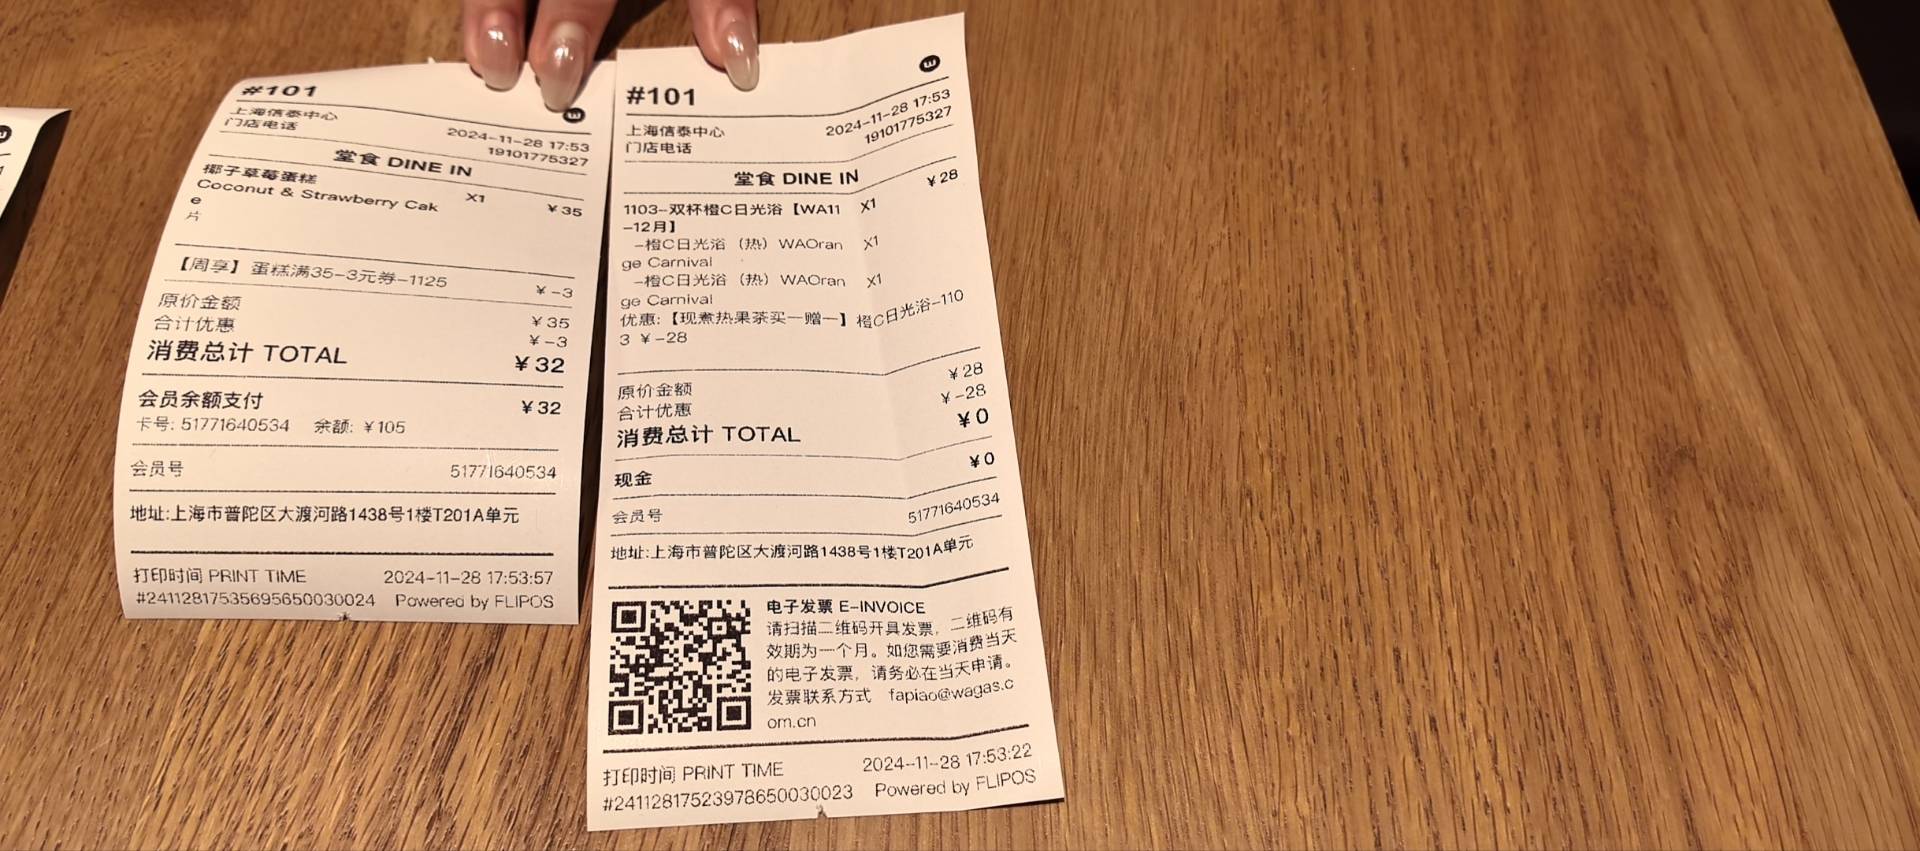 #101
上海信泰中心
门店电话
2024-11-28 17:53
19101775327
堂食 DINE IN
椰子草莓蛋糕
Coconut & Strawberry Cak X1 ¥35
e
片
【周享】蛋糕满35-3元券-1125 ¥-3
原价金额 ¥35
合计优惠 ¥-3
消费总计 TOTAL ¥32
会员余额支付 ¥32
卡号: 51771640534 余额: ¥105
会员号 51771640534
地址:上海市普陀区大渡河路1438号1楼T201A单元
打印时间 PRINT TIME 2024-11-28 17:53:57
#24112817535695650030024 Powered by FLIPOS
#101
上海信泰中心 2024-11-28 17:53
门店电话 19101775327
堂食 DINE IN
1103-双杯橙C日光浴【WA11 X1 ¥28
-12月】
-橙C日光浴（热）WAOran X1
ge Carnival
-橙C日光浴（热）WAOran X1
ge Carnival
优惠:【现煮热果茶买一赠一】橙C日光浴-110
3 ¥-28
原价金额 ¥28
合计优惠 ¥-28
消费总计 TOTAL ¥0
现金 ¥0
会员号 51771640534
地址:上海市普陀区大渡河路1438号1楼T201A单元
电子发票 E-INVOICE
请扫描二维码开具发票，二维码有
效期为一个月。如您需要消费当天
的电子发票，请务必在当天申请。
发票联系方式 fapiao@wagas.c
om.cn
打印时间 PRINT TIME 2024-11-28 17:53:22
#24112817523978650030023 Powered by FLIPOS